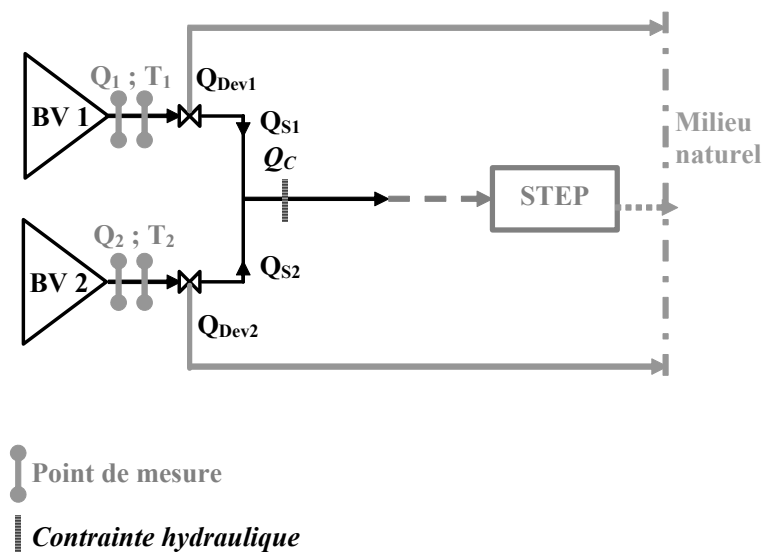 Q1 ; T1
QDev1
BV 1
QS1
QC
Milieu
naturel
STEP
Q2 ; T2
QS2
BV 2
QDev2
Point de mesure
Contrainte hydraulique